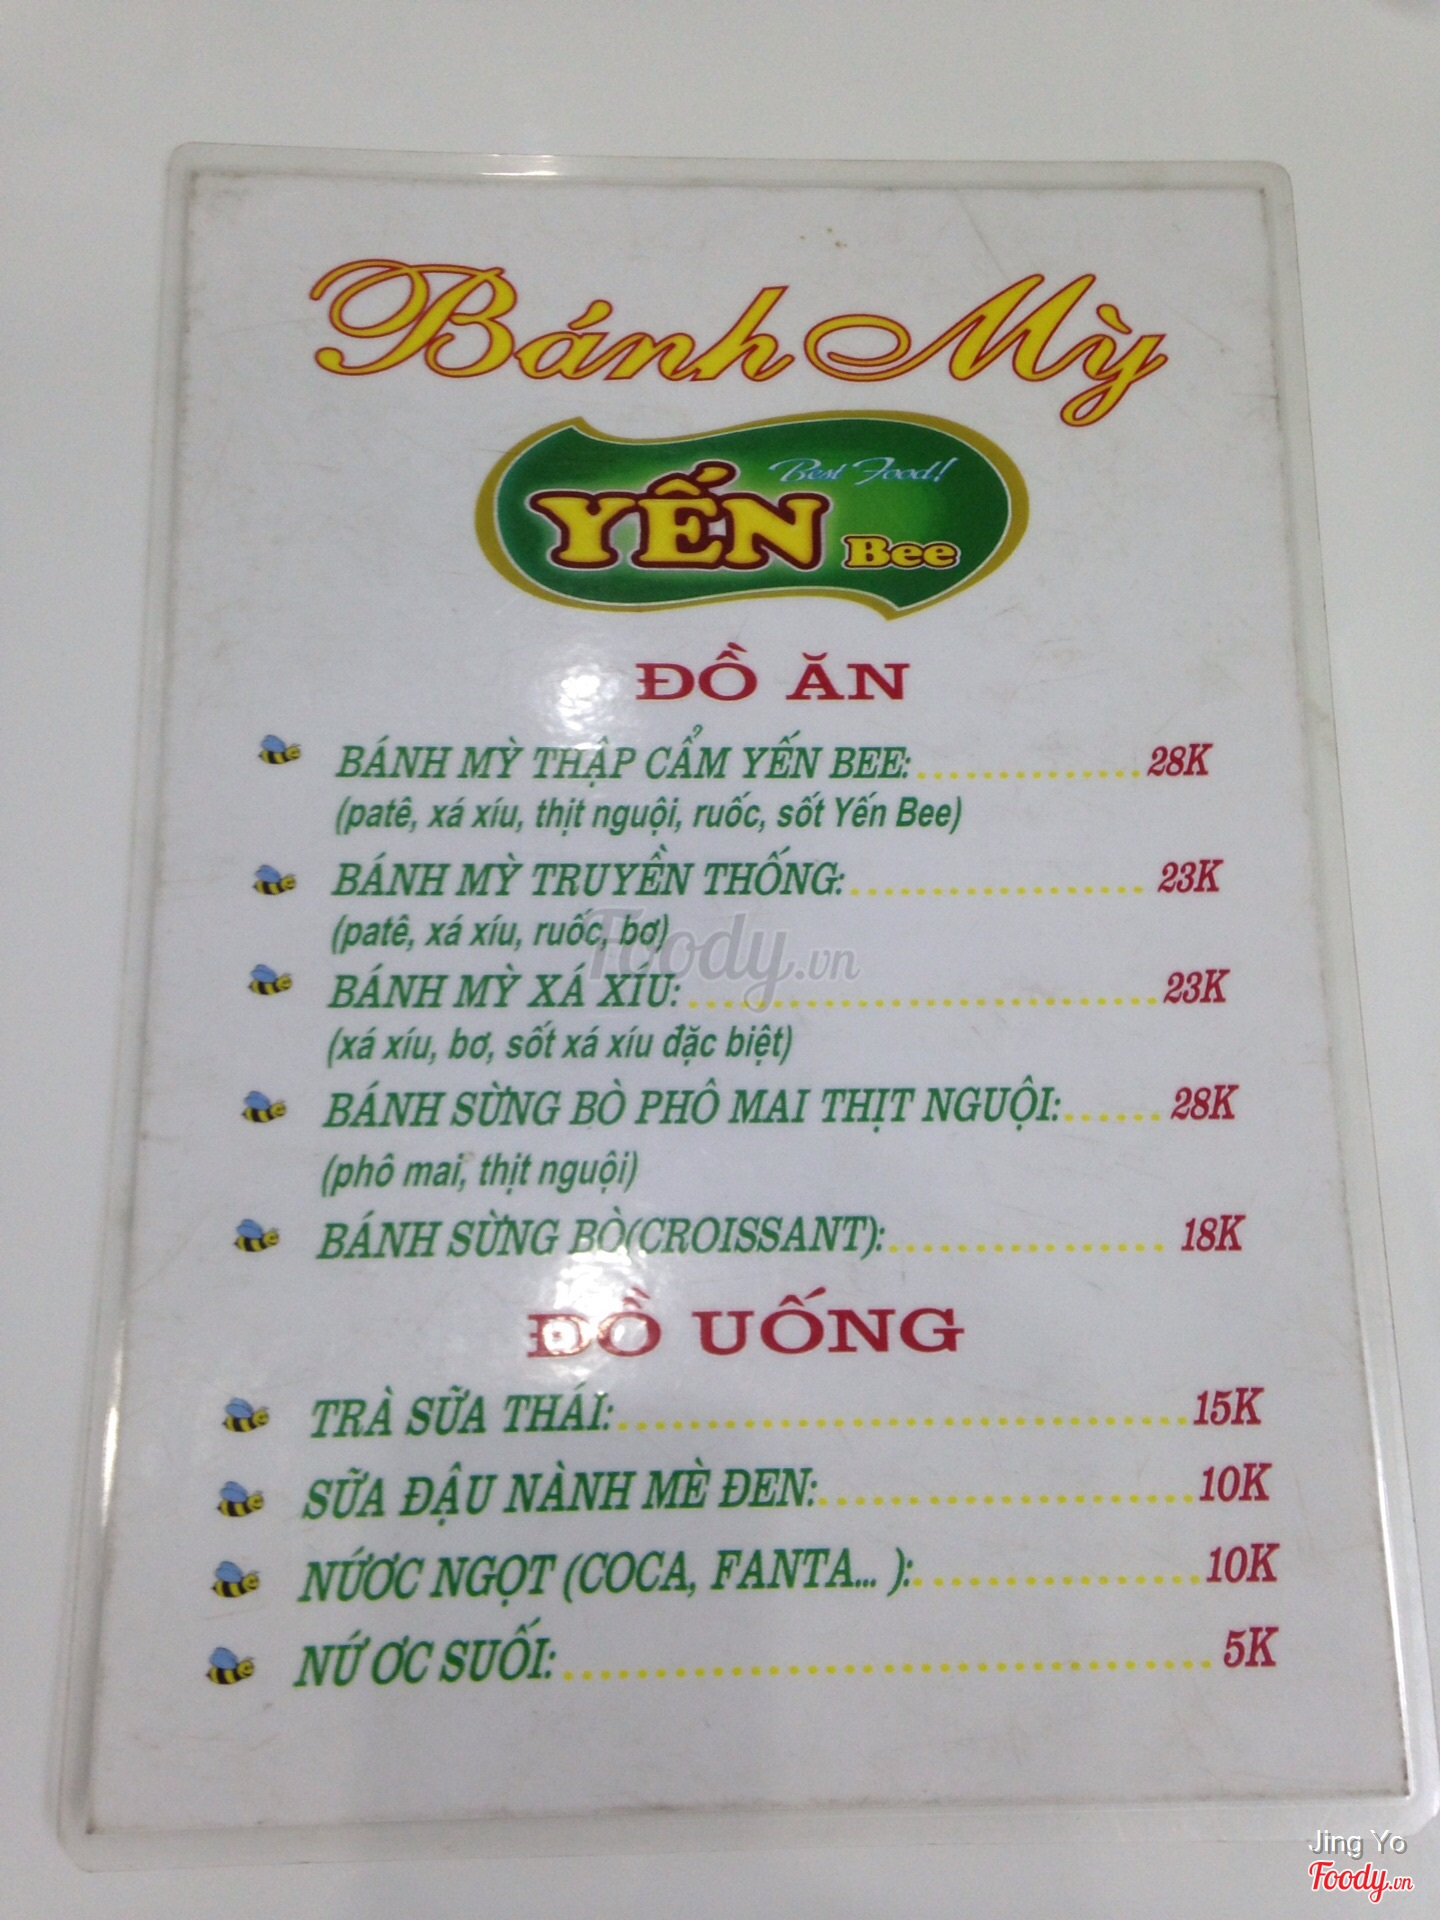 Bánh Mỳ
Best Food!
YẾN Bee
ĐỒ ĂN
BÁNH MỲ THẬP CẨM YẾN BEE:..................28K
(patê, xá xíu, thịt nguội, ruốc, sốt Yến Bee)
BÁNH MỲ TRUYỀN THỐNG:.......................23K
(patê, xá xíu, ruốc, bơ)
Foody.vn
BÁNH MỲ XÁ XÍU:.....................................23K
(xá xíu, bơ, sốt xá xíu đặc biệt)
BÁNH SỪNG BÒ PHÔ MAI THỊT NGUỘI:......28K
(phô mai, thịt nguội)
BÁNH SỪNG BÒ(CROISSANT):....................18K
ĐỒ UỐNG
TRÀ SỮA THÁI:..................................15K
SỮA ĐẬU NÀNH MÈ ĐEN:......................10K
NỨƠC NGỌT (COCA, FANTA... ):................10K
NỨ ƠC SUỐI:.....................................5K
Jing Yo
Foody.vn